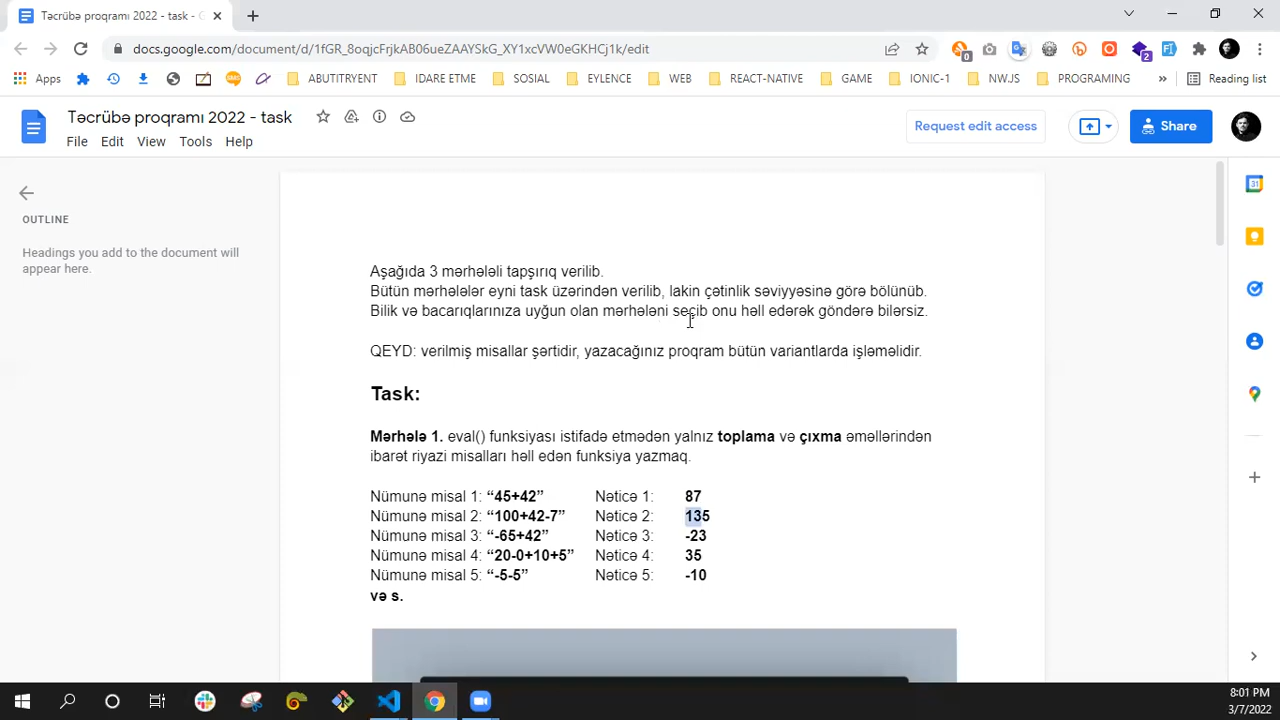 Təcrübə proqramı 2022 - task - G
docs.google.com/document/d/1fGR_8oqjcFrjkAB06ueZAAYSkG_XY1xcVW0eGKHCj1k/edit
0
2
Apps
ABUTITRYENT
IDARE ETME
SOSIAL
EYLENCE
WEB
REACT-NATIVE
GAME
IONIC-1
NW.JS
PROGRAMING
»
Reading list
Təcrübə proqramı 2022 - task
File Edit View Tools Help
Request edit access
Share
OUTLINE
Headings you add to the document will
appear here.
Aşağıda 3 mərhələli tapşırıq verilib.
Bütün mərhələlər eyni task üzərindən verilib, lakin çətinlik səviyyəsinə görə bölünüb.
Bilik və bacarıqlarınıza uyğun olan mərhələni seçib onu həll edərək göndərə bilərsiz.
QEYD: verilmiş misallar şərtidir, yazacağınız proqram bütün variantlarda işləməlidir.
Task:
Mərhələ 1. eval() funksiyası istifadə etmədən yalnız toplama və çıxma əməllərindən
ibarət riyazi misalları həll edən funksiya yazmaq.
Nümunə misal 1: “45+42” Nəticə 1: 87
Nümunə misal 2: “100+42-7” Nəticə 2: 135
Nümunə misal 3: “-65+42” Nəticə 3: -23
Nümunə misal 4: “20-0+10+5” Nəticə 4: 35
Nümunə misal 5: “-5-5” Nəticə 5: -10
və s.
31
8:01 PM
3/7/2022